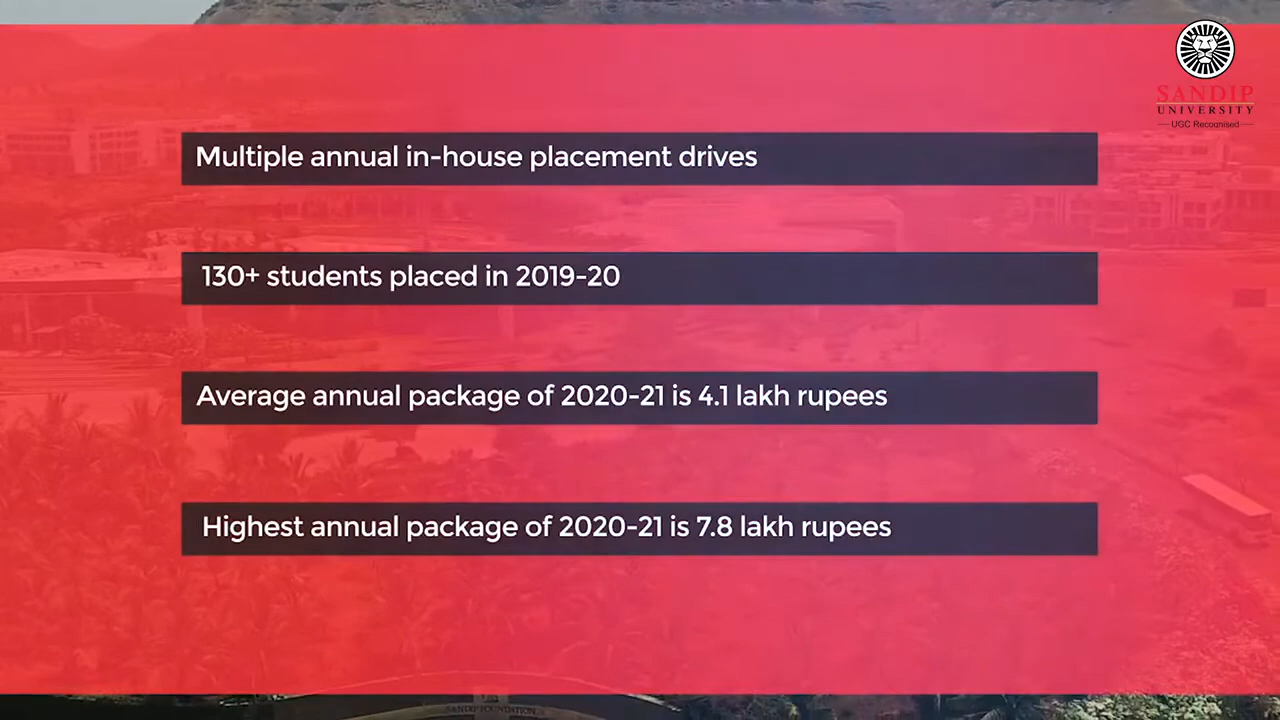 SANDIP
UNIVERSITY
UGC Recognised
Multiple annual in-house placement drives
130+ students placed in 2019-20
Average annual package of 2020-21 is 4.1 lakh rupees
Highest annual package of 2020-21 is 7.8 lakh rupees
SANDIP FOUNDATION